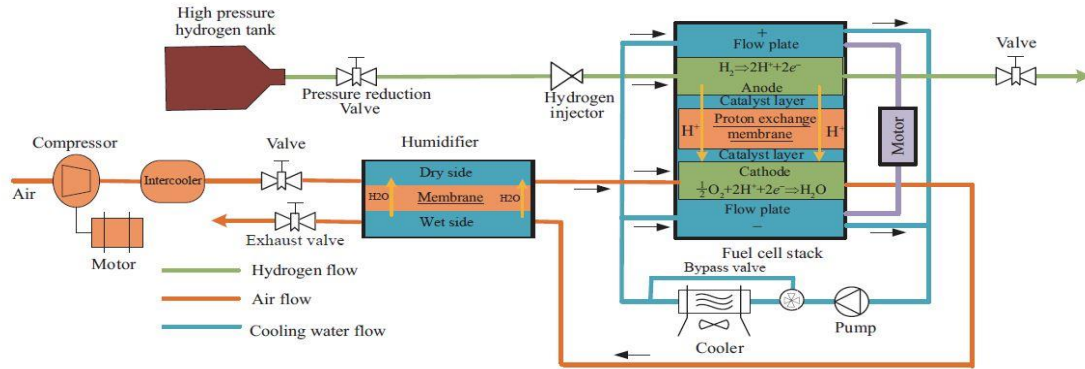 High pressure
hydrogen tank
Pressure reduction
Valve
Hydrogen
injector
+
Flow plate
H₂⇒2H⁺+2e⁻
Anode
Catalyst layer
H⁺
Proton exchange
membrane
H⁺
Catalyst layer
Cathode
½O₂+2H⁺+2e⁻⇒H₂O
Flow plate
−
Fuel cell stack
Motor
Valve
Compressor
Air
Intercooler
Motor
Valve
Exhaust valve
Humidifier
Dry side
H2O
Membrane
H2O
Wet side
Bypass valve
Cooler
Pump
Hydrogen flow
Air flow
Cooling water flow